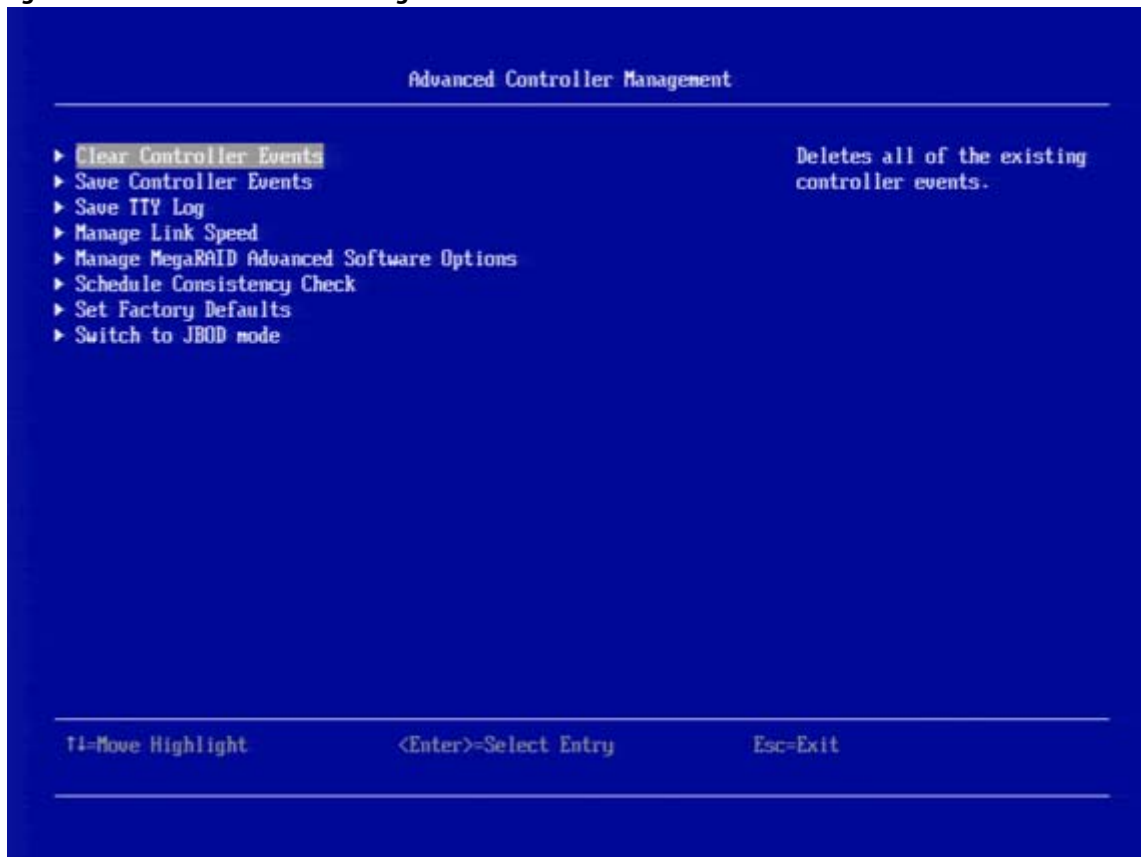 Advanced Controller Management
▶ Clear Controller Events
▶ Save Controller Events
▶ Save TTY Log
▶ Manage Link Speed
▶ Manage MegaRAID Advanced Software Options
▶ Schedule Consistency Check
▶ Set Factory Defaults
▶ Switch to JBOD mode
Deletes all of the existing
controller events.
↑↓=Move Highlight <Enter>=Select Entry Esc=Exit